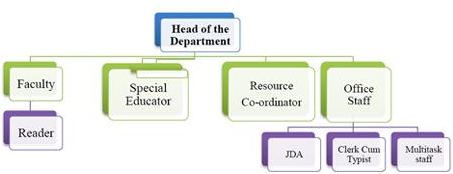 Head of the
Department
Faculty
Special
Educator
Resource
Co-ordinator
Office
Staff
Reader
JDA
Clerk Cum
Typist
Multitask
staff